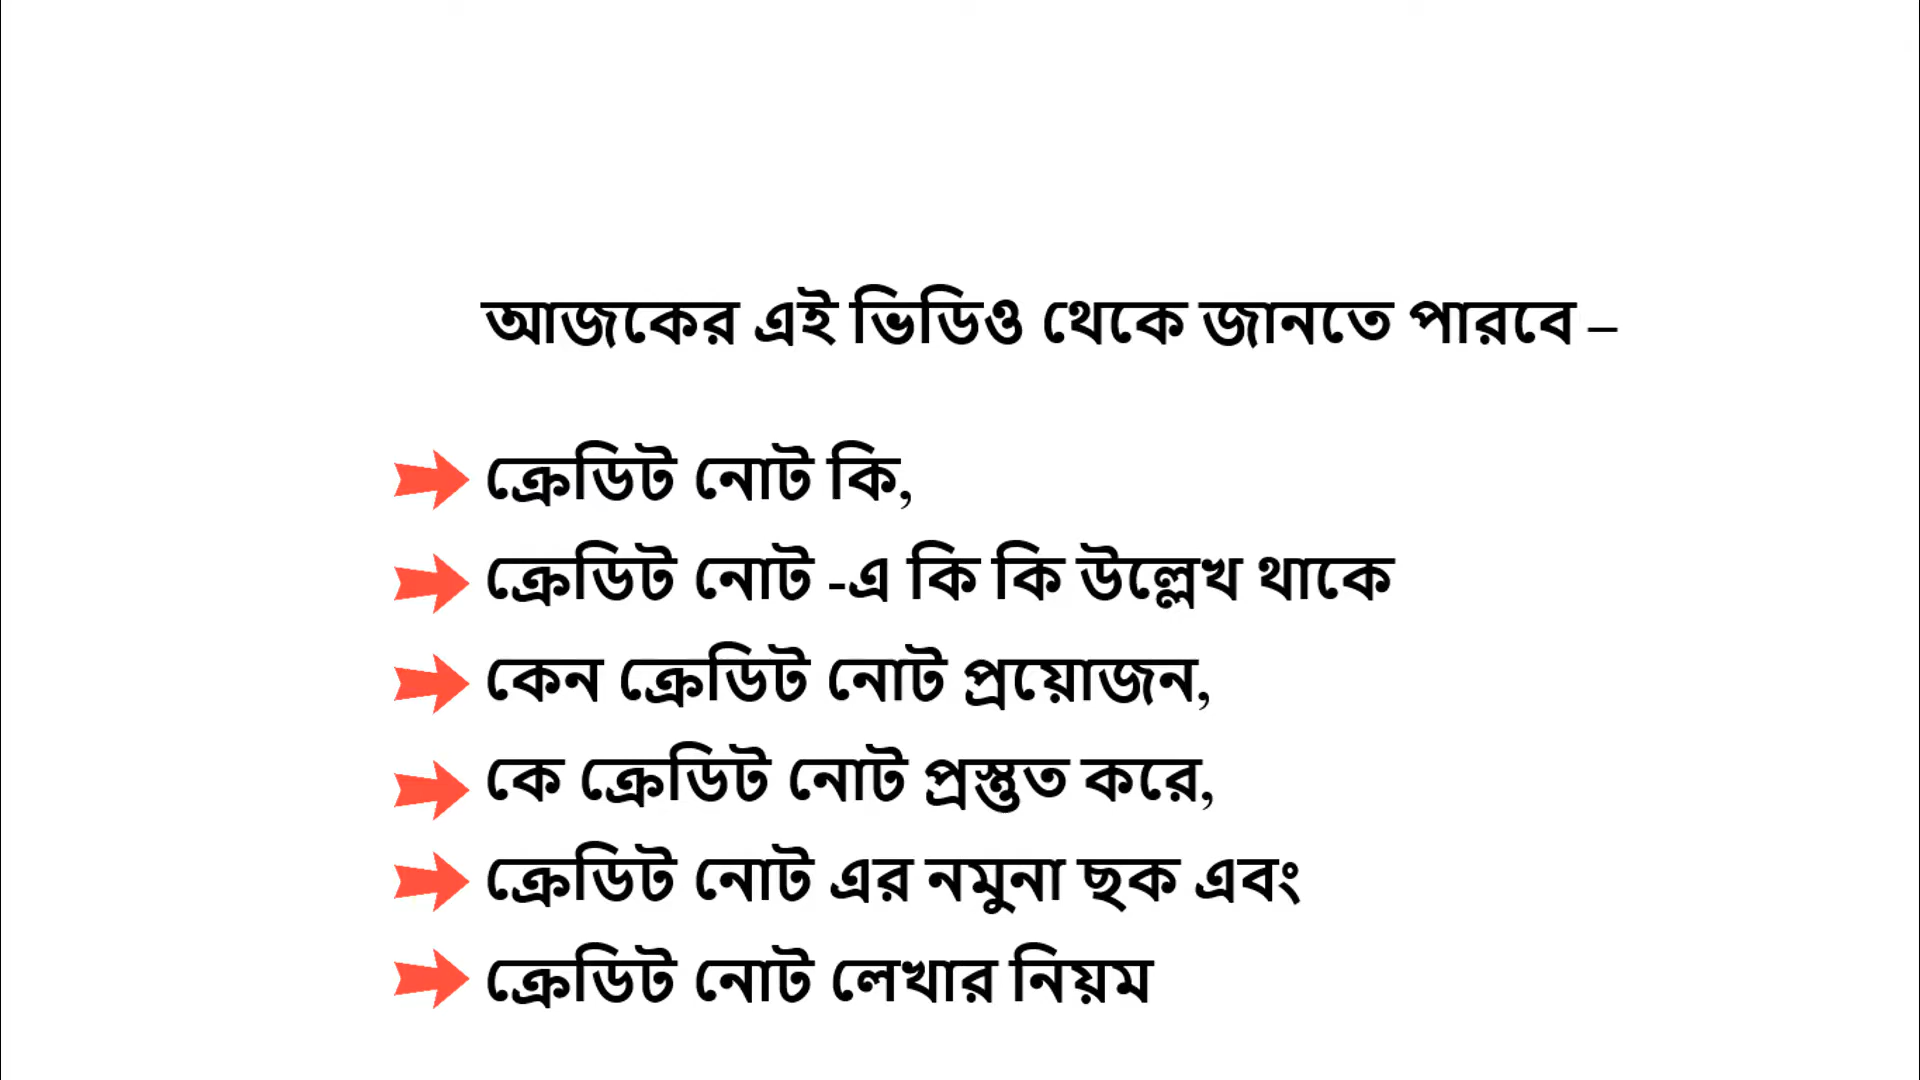 আজকের এই ভিডিও থেকে জানতে পারবে –
ক্রেডিট নোট কি,
ক্রেডিট নোট -এ কি কি উল্লেখ থাকে
কেন ক্রেডিট নোট প্রয়োজন,
কে ক্রেডিট নোট প্রস্তুত করে,
ক্রেডিট নোট এর নমুনা ছক এবং
ক্রেডিট নোট লেখার নিয়ম